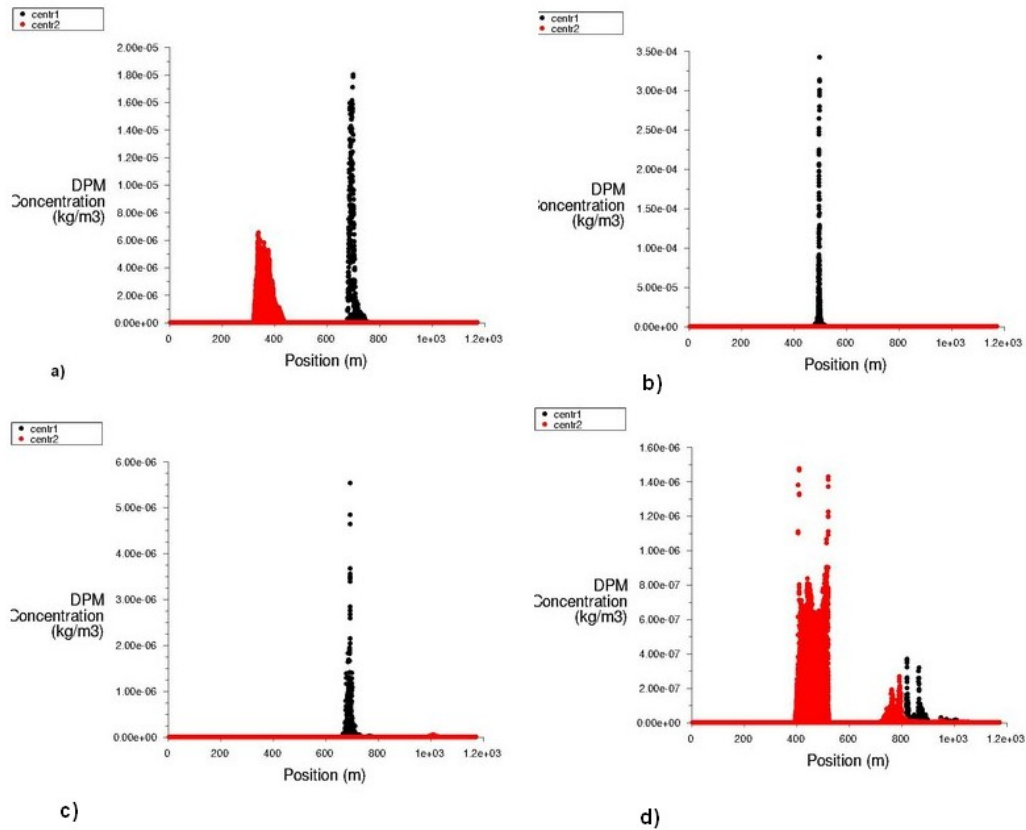 centr1
centr2
2.00e-05
1.80e-05
1.60e-05
1.40e-05
1.20e-05
1.00e-05
8.00e-06
6.00e-06
4.00e-06
2.00e-06
0.00e+00
DPM
Concentration
(kg/m3)
0 200 400 600 800 1e+03 1.2e+03
Position (m)
a)
centr1
centr2
3.50e-04
3.00e-04
2.50e-04
2.00e-04
1.50e-04
1.00e-04
5.00e-05
0.00e+00
DPM
Concentration
(kg/m3)
0 200 400 600 800 1e+03 1.2e+03
Position (m)
b)
centr1
centr2
6.00e-06
5.00e-06
4.00e-06
3.00e-06
2.00e-06
1.00e-06
0.00e+00
DPM
Concentration
(kg/m3)
0 200 400 600 800 1e+03 1.2e+03
Position (m)
c)
centr1
centr2
1.60e-06
1.40e-06
1.20e-06
1.00e-06
8.00e-07
6.00e-07
4.00e-07
2.00e-07
0.00e+00
DPM
Concentration
(kg/m3)
0 200 400 600 800 1e+03 1.2e+03
Position (m)
d)